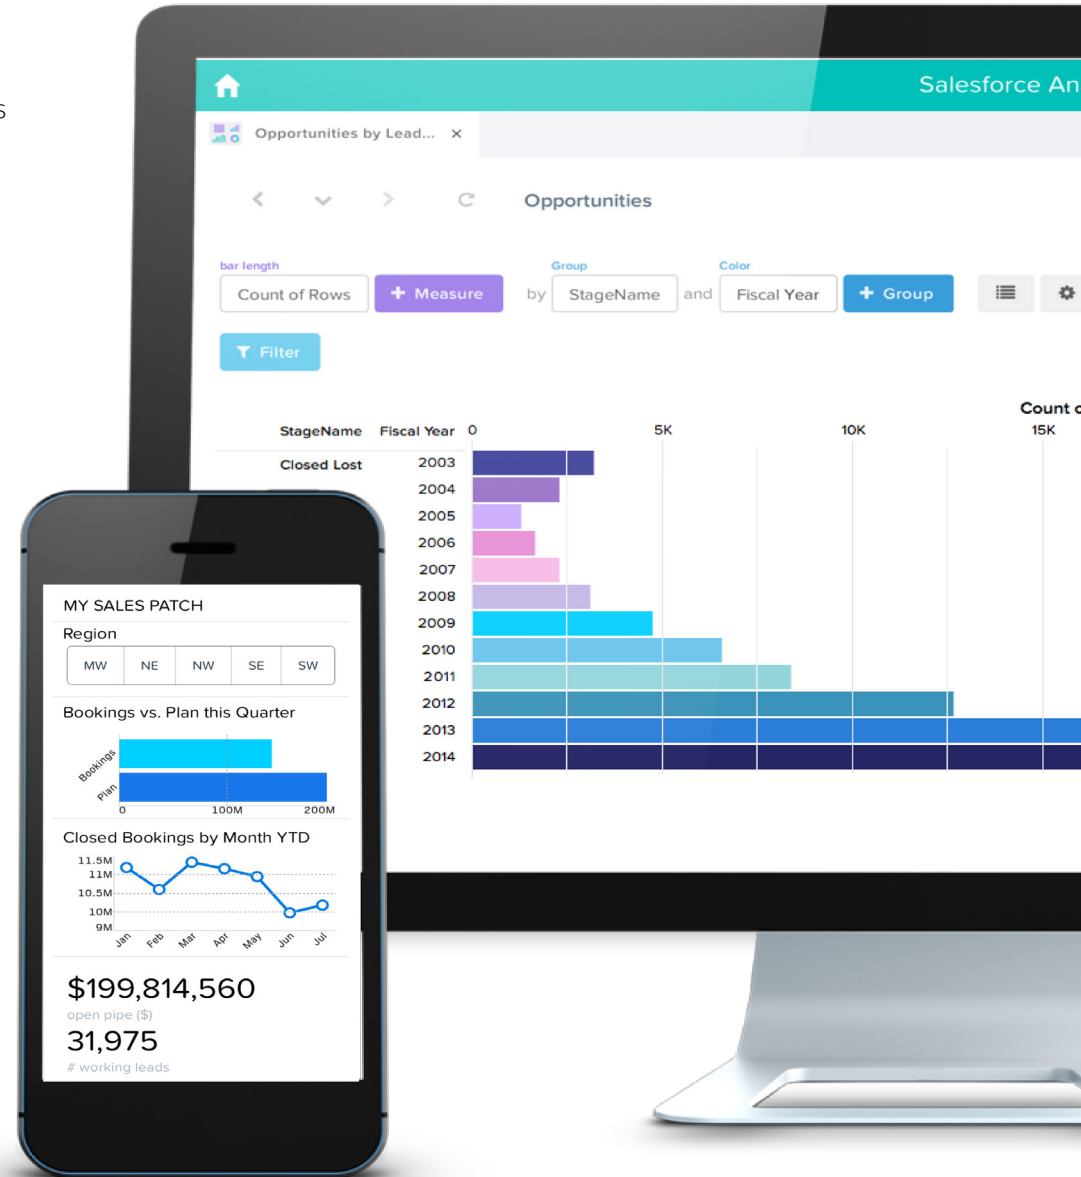 s
Salesforce An
Opportunities by Lead... ×
Opportunities
bar length
Group
Color
Count of Rows
+ Measure
by
StageName
and
Fiscal Year
+ Group
Filter
Count o
StageName Fiscal Year 0 5K 10K 15K
Closed Lost 2003
2004
2005
2006
2007
2008
2009
2010
2011
2012
2013
2014
MY SALES PATCH
Region
MW NE NW SE SW
Bookings vs. Plan this Quarter
Bookings
Plan
0 100M 200M
Closed Bookings by Month YTD
11.5M
11M
10.5M
10M
9M
Jan Feb Mar Apr May Jun Jul
$199,814,560
open pipe ($)
31,975
# working leads